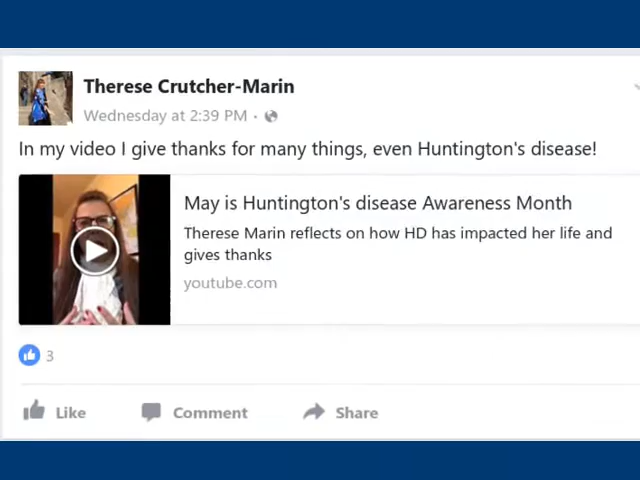 Therese Crutcher-Marin
Wednesday at 2:39 PM ·
In my video I give thanks for many things, even Huntington's disease!
May is Huntington's disease Awareness Month
Therese Marin reflects on how HD has impacted her life and
gives thanks
youtube.com
3
Like Comment Share